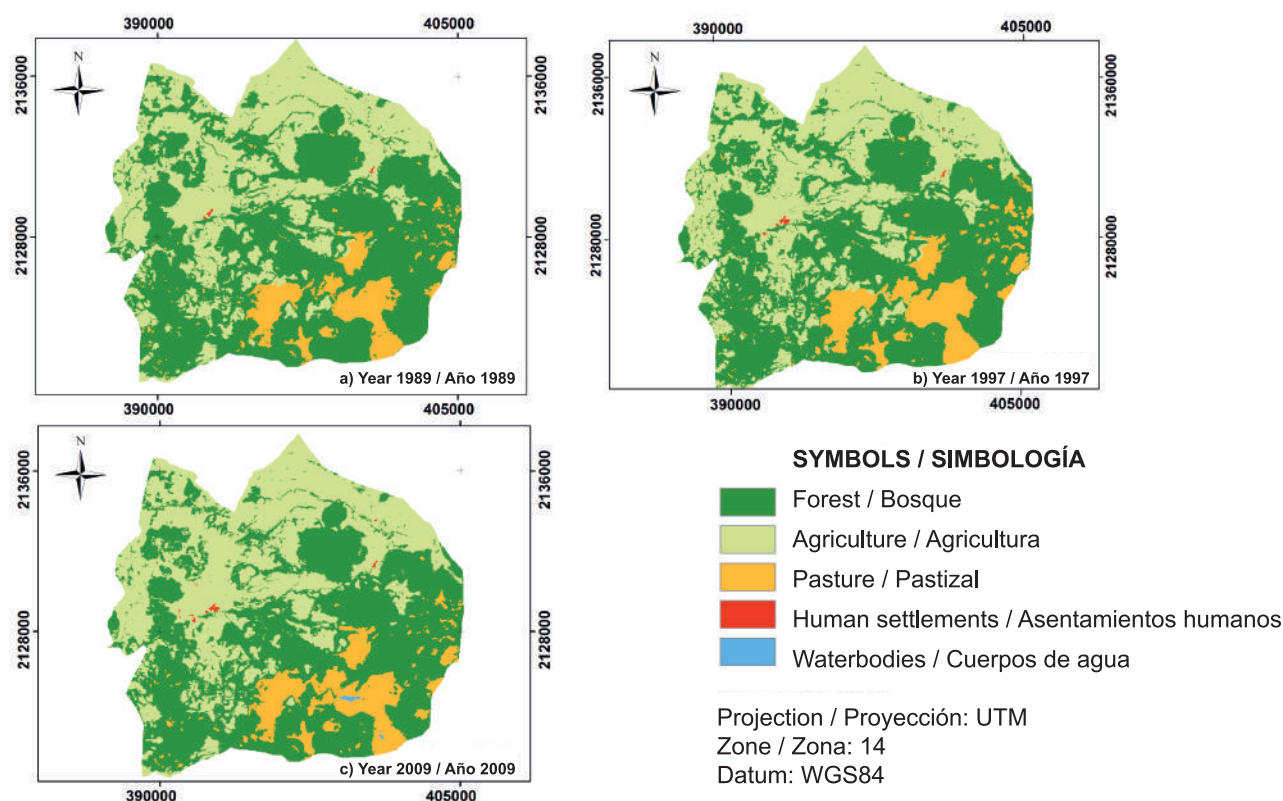 390000
405000
N
2136000
2136000
2128000
2128000
a) Year 1989 / Año 1989
390000
405000
390000
405000
N
2136000
2136000
2128000
2128000
b) Year 1997 / Año 1997
390000
405000
390000
405000
N
2136000
2136000
2128000
2128000
c) Year 2009 / Año 2009
390000
405000
SYMBOLS / SIMBOLOGÍA
Forest / Bosque
Agriculture / Agricultura
Pasture / Pastizal
Human settlements / Asentamientos humanos
Waterbodies / Cuerpos de agua
Projection / Proyección: UTM
Zone / Zona: 14
Datum: WGS84